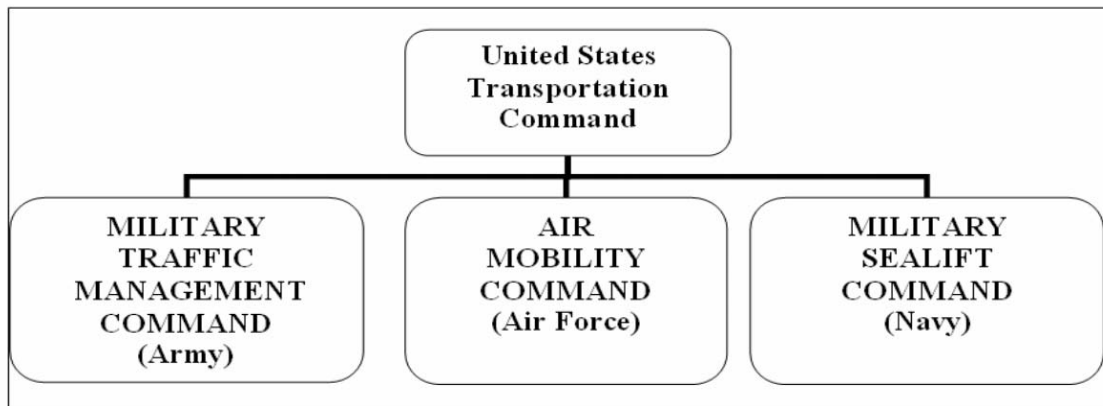 United States
Transportation
Command
MILITARY
TRAFFIC
MANAGEMENT
COMMAND
(Army)
AIR
MOBILITY
COMMAND
(Air Force)
MILITARY
SEALIFT
COMMAND
(Navy)